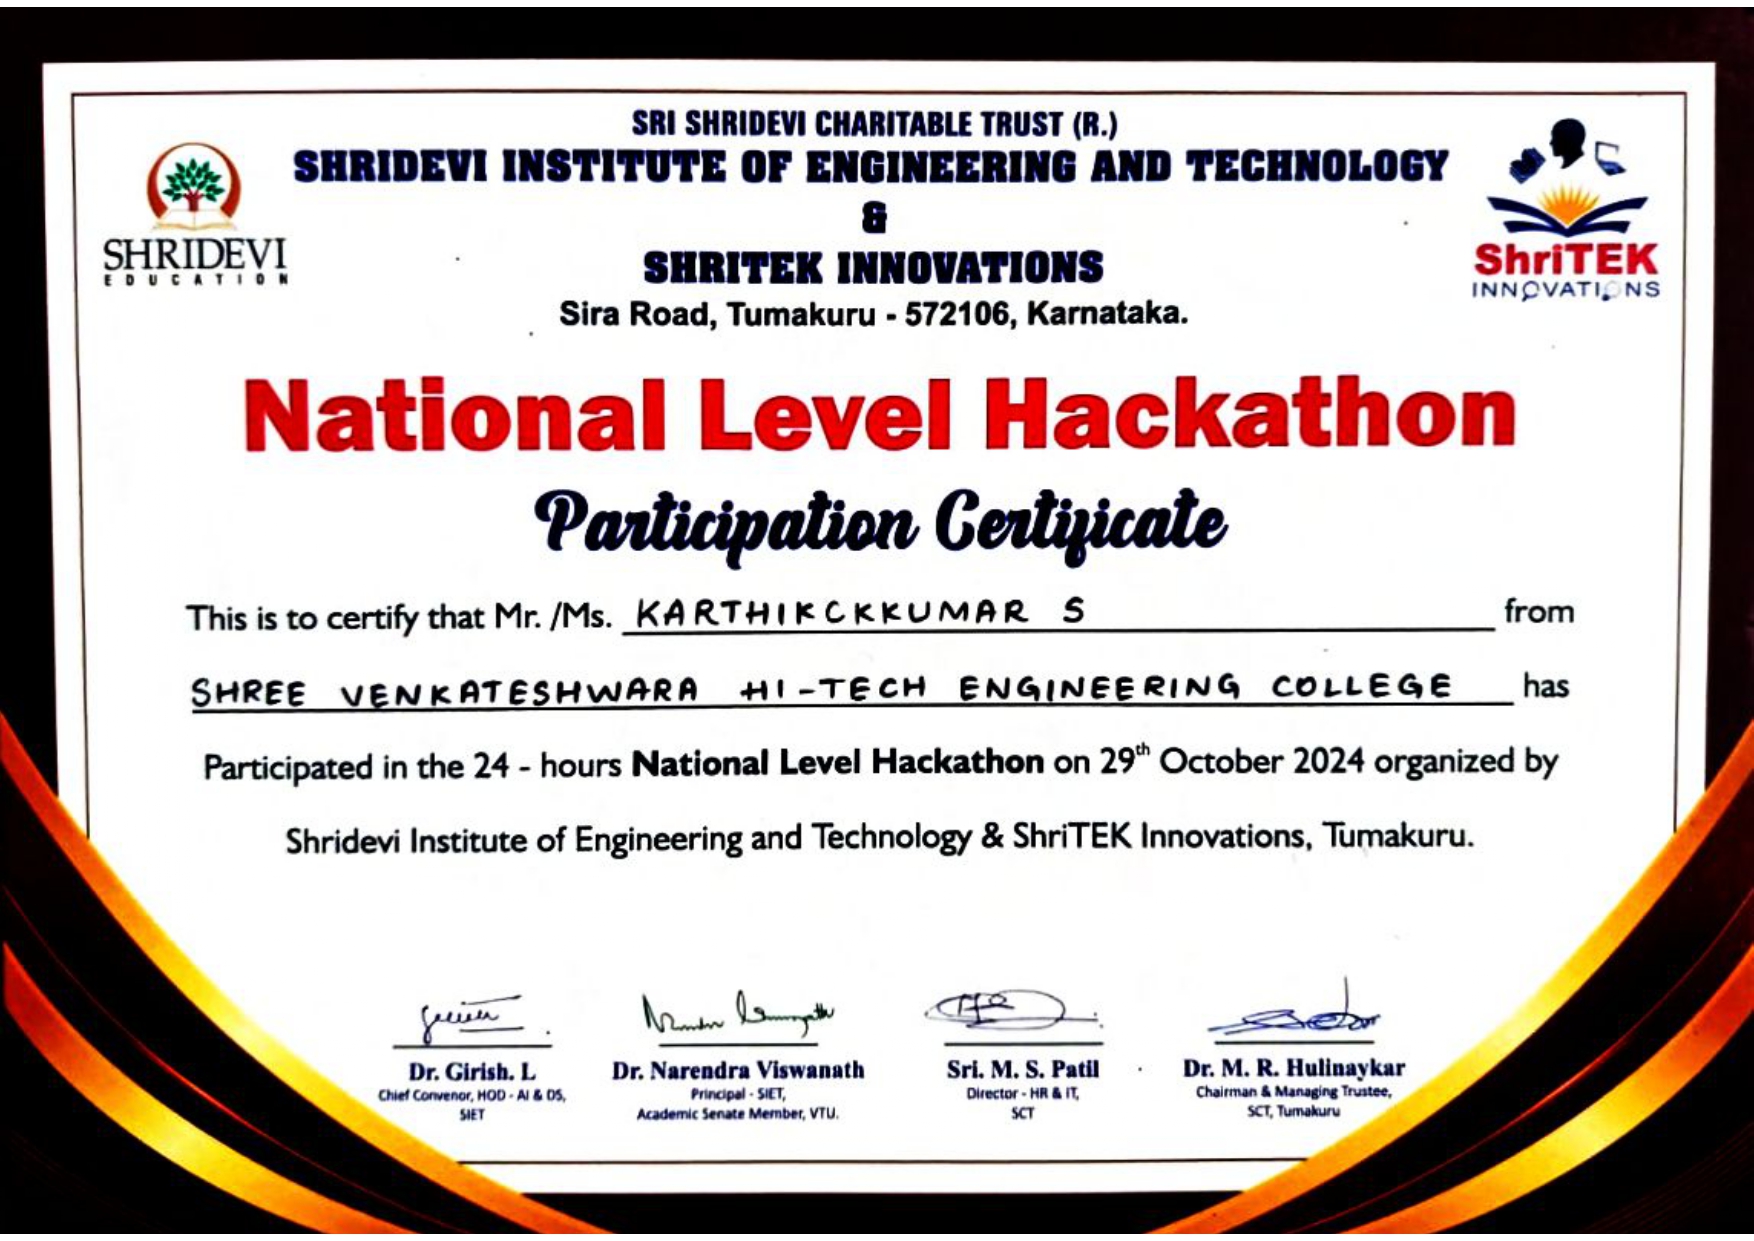 SRI SHRIDEVI CHARITABLE TRUST (R.)
SHRIDEVI INSTITUTE OF ENGINEERING AND TECHNOLOGY
&
SHRITEK INNOVATIONS
Sira Road, Tumakuru - 572106, Karnataka.
SHRIDEVI
EDUCATION
ShriTEK
INNOVATIONS
National Level Hackathon
Participation Certificate
This is to certify that Mr. /Ms. KARTHIKCKKUMAR S from
SHREE VENKATESHWARA HI-TECH ENGINEERING COLLEGE has
Participated in the 24 - hours National Level Hackathon on 29th October 2024 organized by
Shridevi Institute of Engineering and Technology & ShriTEK Innovations, Tumakuru.
Dr. Girish. L
Chief Convenor, HOD - AI & DS,
SIET
Dr. Narendra Viswanath
Principal - SIET,
Academic Senate Member, VTU.
Sri. M. S. Patil
Director - HR & IT,
SCT
Dr. M. R. Hulinaykar
Chairman & Managing Trustee,
SCT, Tumakuru